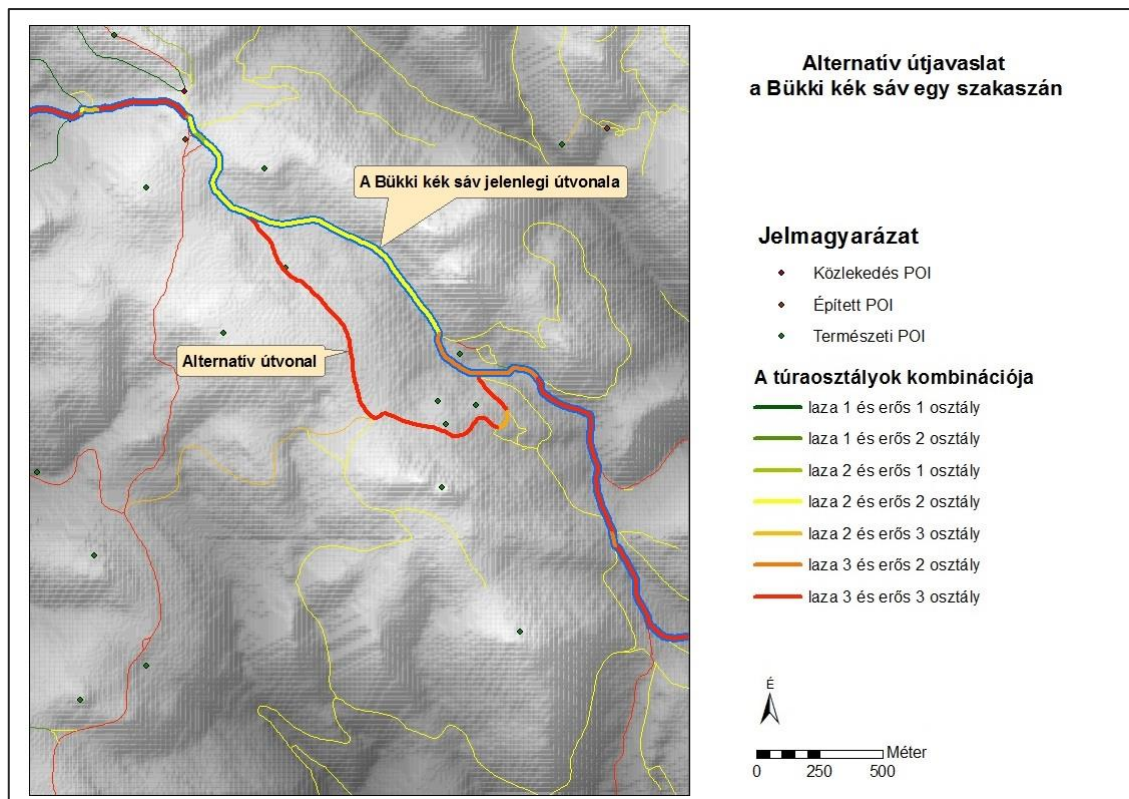 Alternatív útjavaslat
a Bükki kék sáv egy szakaszán
A Bükki kék sáv jelenlegi útvonala
Alternatív útvonal
Jelmagyarázat
Közlekedés POI
Épített POI
Természeti POI
A túraosztályok kombinációja
laza 1 és erős 1 osztály
laza 1 és erős 2 osztály
laza 2 és erős 1 osztály
laza 2 és erős 2 osztály
laza 2 és erős 3 osztály
laza 3 és erős 2 osztály
laza 3 és erős 3 osztály
É
Méter
0 250 500